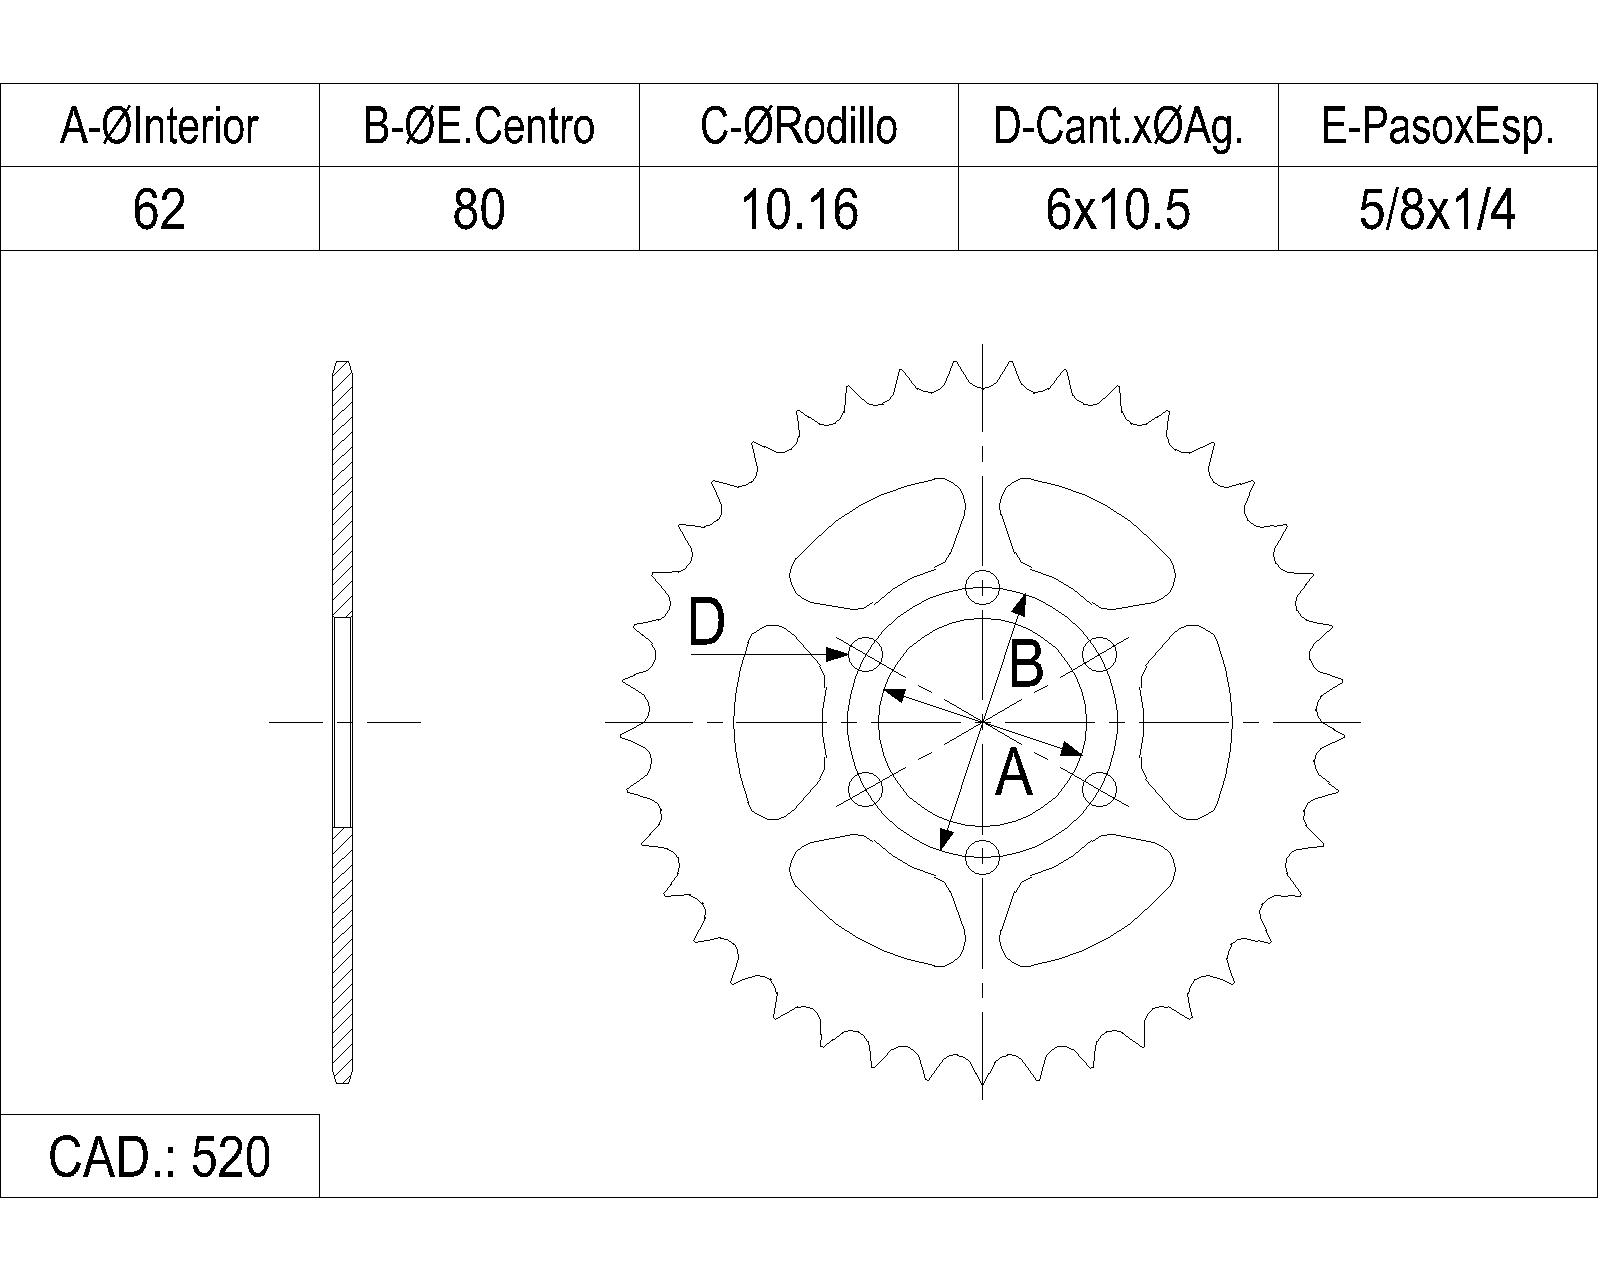 A-ØInterior B-ØE.Centro C-ØRodillo D-Cant.xØAg. E-PasoxEsp.
62 80 10.16 6x10.5 5/8x1/4
D
B
A
CAD.: 520